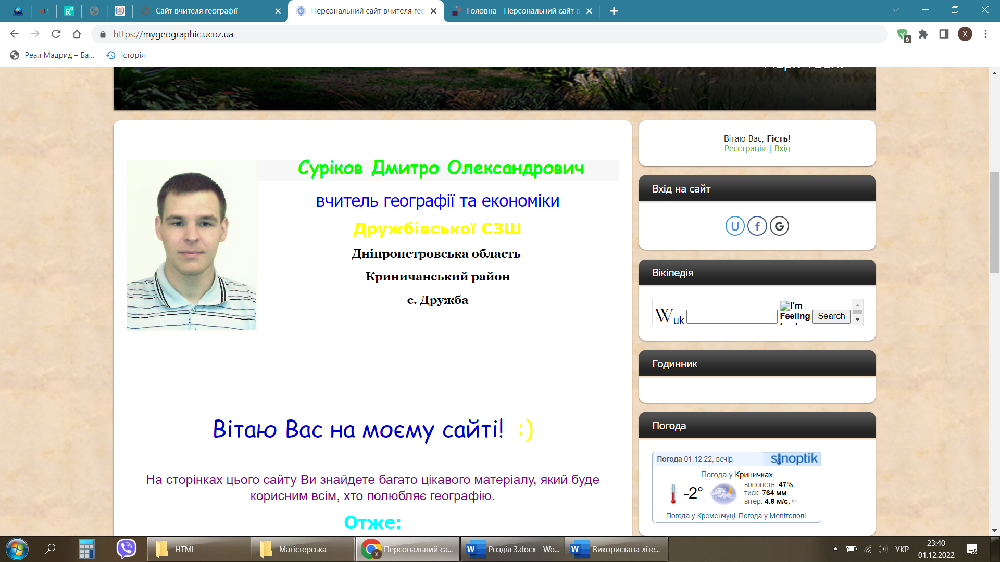 Сайт вчителя географії
Персональний сайт вчителя гео
Головна - Персональний сайт в
https://mygeographic.ucoz.ua
9
X
Реал Мадрид – Ба...
Історія
Суріков Дмитро Олександрович
вчитель географії та економіки
Дружбівської СЗШ
Дніпропетровська область
Криничанський район
с. Дружба
Вітаю Вас на моєму сайті! :)
На сторінках цього сайту Ви знайдете багато цікавого матеріалу, який буде
корисним всім, хто полюбляє географію.
Отже:
Вітаю Вас, Гість!
Реєстрація | Вхід
Вхід на сайт
U f G
Вікіпедія
W uk
I'm
Feeling
Search
Годинник
Погода
Погода 01.12.22, вечір
sinoptik
Погода у Криничках
-2°
вологість: 47%
тиск: 764 мм
вітер: 4.8 м/с, ←
Погода у Кременчуці Погода у Мелітополі
HTML
Магістерська
Персональний са...
Розділ 3.docx - Wo...
Використана літе...
УКР
23:40
01.12.2022